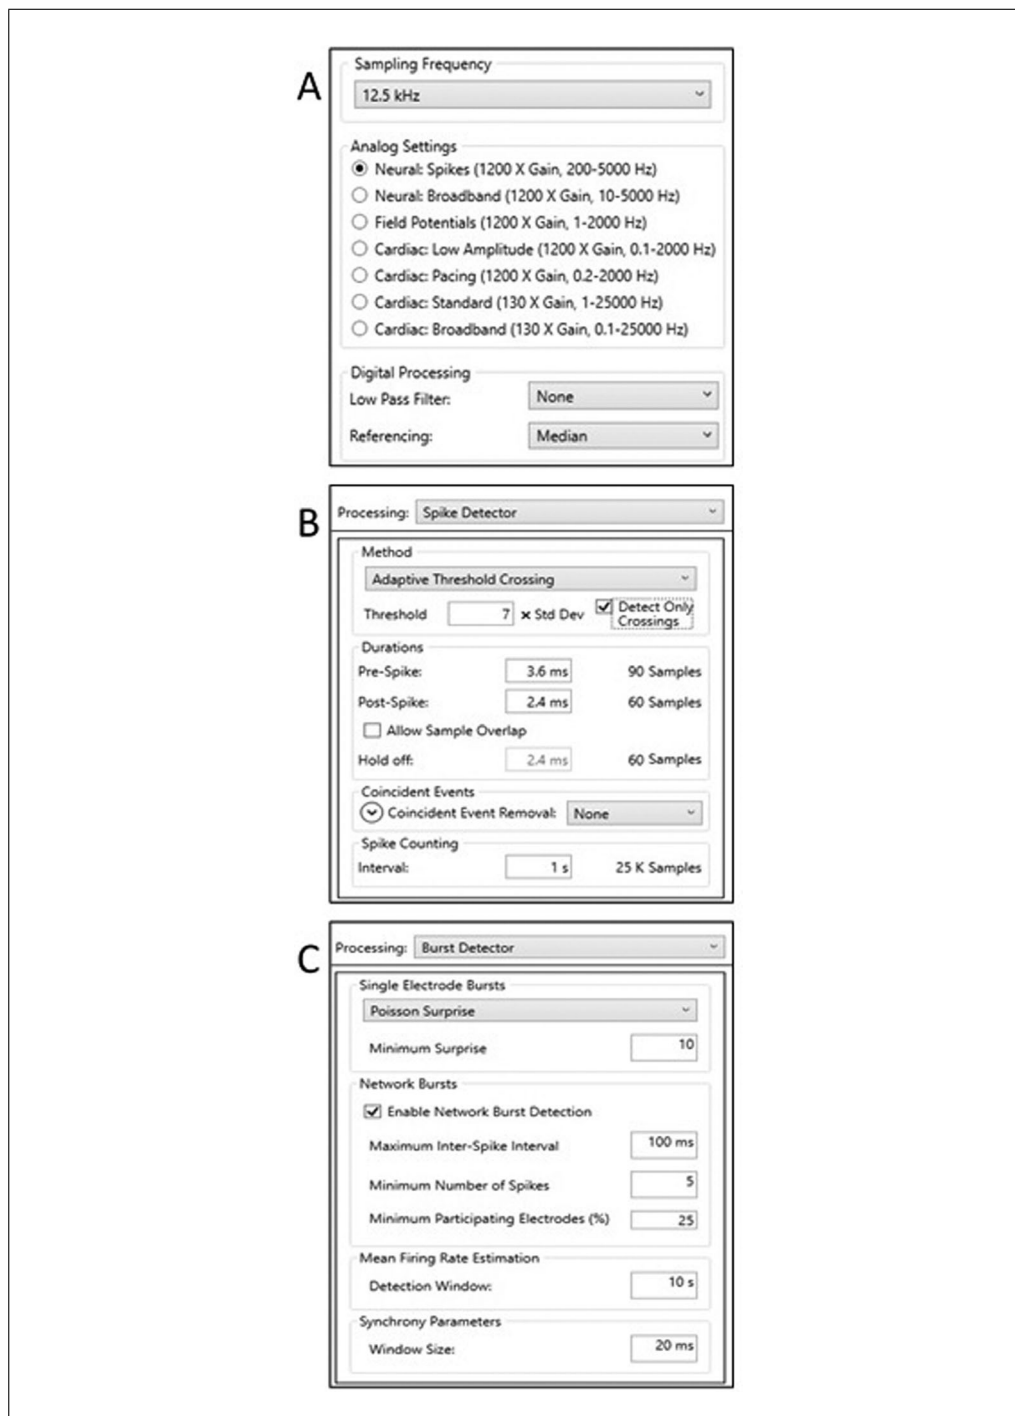 A
Sampling Frequency
12.5 kHz
Analog Settings
Neural: Spikes (1200 X Gain, 200-5000 Hz)
Neural: Broadband (1200 X Gain, 10-5000 Hz)
Field Potentials (1200 X Gain, 1-2000 Hz)
Cardiac: Low Amplitude (1200 X Gain, 0.1-2000 Hz)
Cardiac: Pacing (1200 X Gain, 0.2-2000 Hz)
Cardiac: Standard (130 X Gain, 1-25000 Hz)
Cardiac: Broadband (130 X Gain, 0.1-25000 Hz)
Digital Processing
Low Pass Filter: None
Referencing: Median
B
Processing: Spike Detector
Method
Adaptive Threshold Crossing
Threshold 7 × Std Dev Detect Only
Crossings
Durations
Pre-Spike: 3.6 ms 90 Samples
Post-Spike: 2.4 ms 60 Samples
Allow Sample Overlap
Hold off: 2.4 ms 60 Samples
Coincident Events
Coincident Event Removal: None
Spike Counting
Interval: 1 s 25 K Samples
C
Processing: Burst Detector
Single Electrode Bursts
Poisson Surprise
Minimum Surprise 10
Network Bursts
Enable Network Burst Detection
Maximum Inter-Spike Interval 100 ms
Minimum Number of Spikes 5
Minimum Participating Electrodes (%) 25
Mean Firing Rate Estimation
Detection Window: 10 s
Synchrony Parameters
Window Size: 20 ms